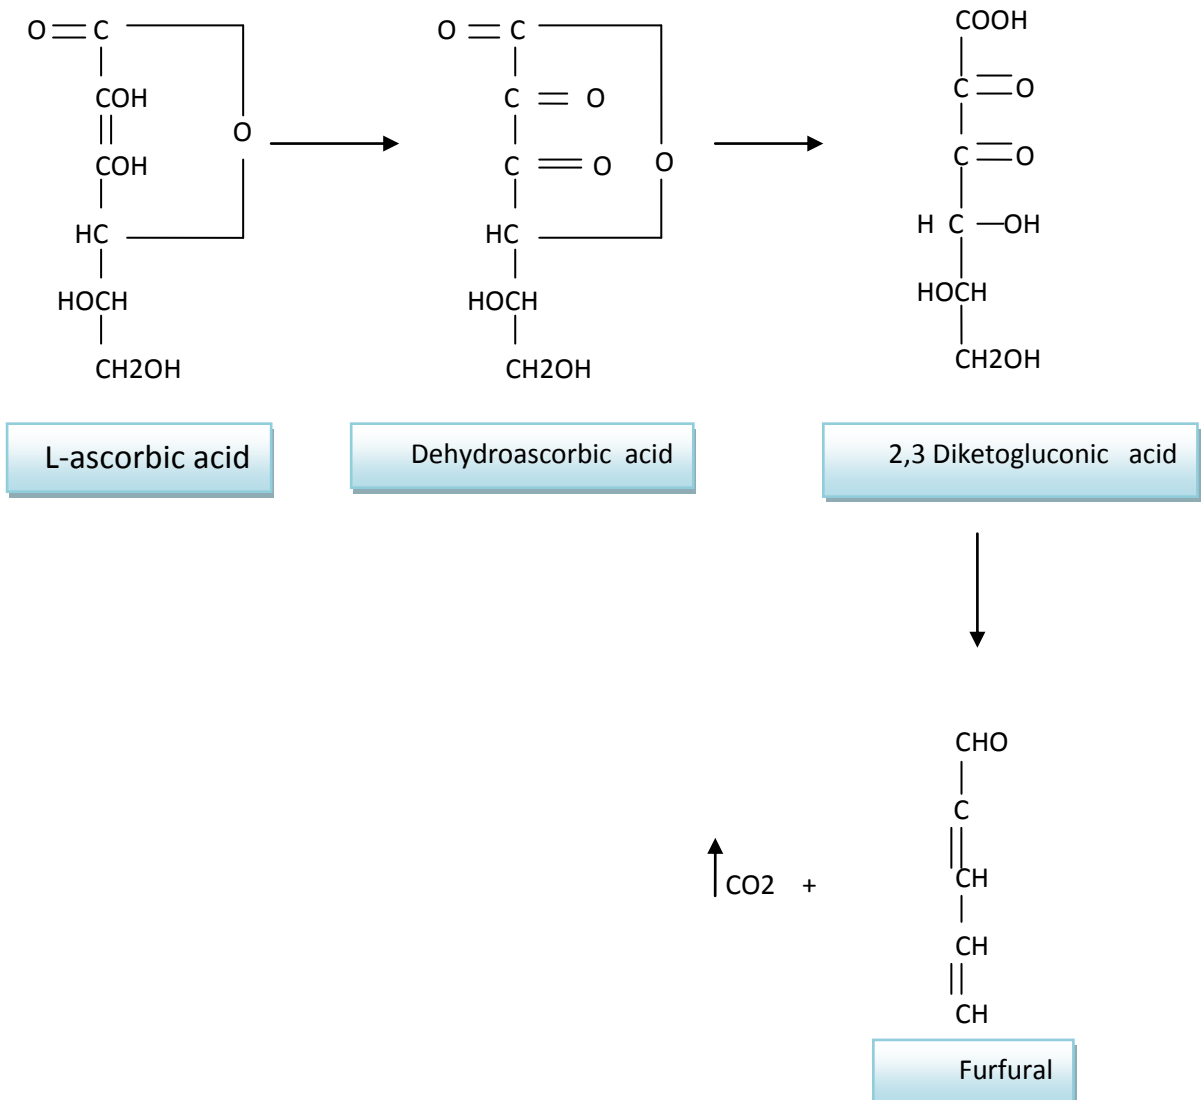 O C
COH
COH
O
HC
HOCH
CH2OH
L-ascorbic acid
O C
C O
C O
O
HC
HOCH
CH2OH
Dehydroascorbic acid
COOH
C O
C O
H C OH
HOCH
CH2OH
2,3 Diketogluconic acid
CHO
C
CH
CO2 +
CH
CH
Furfural